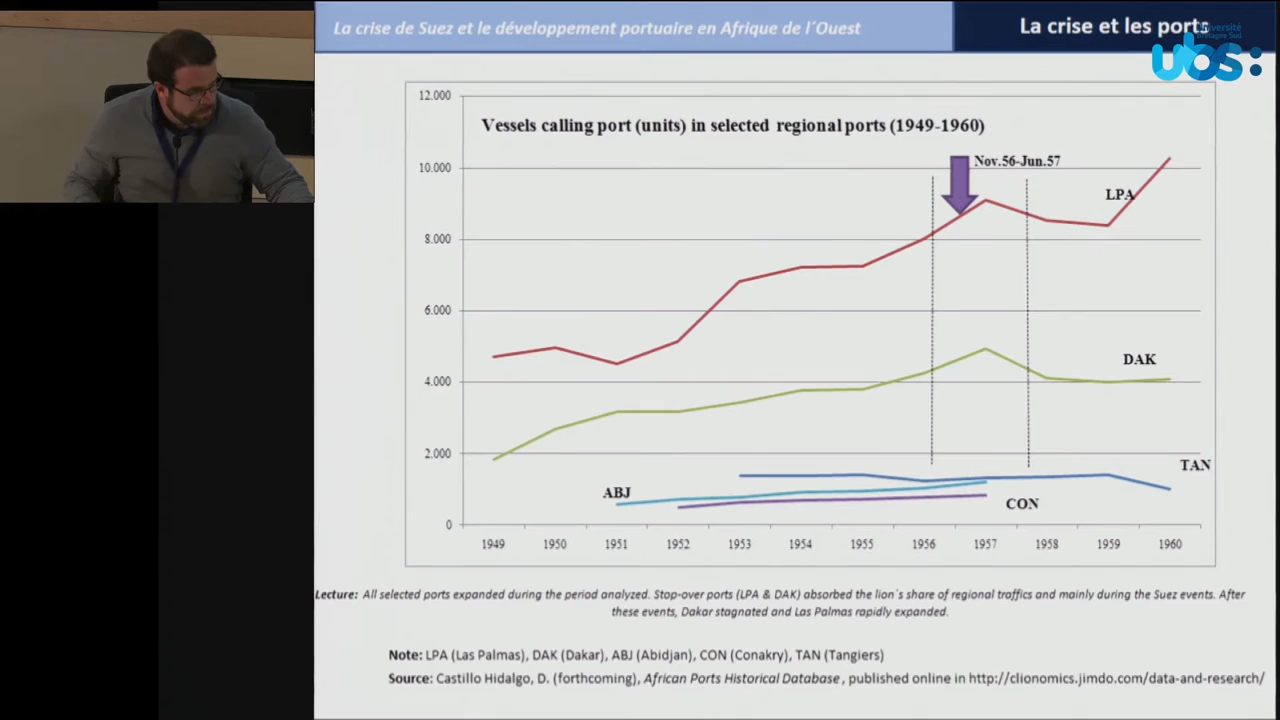 La crise de Suez et le développement portuaire en Afrique de l´Ouest
La crise et les ports
Université
Bretagne Sud
ubs:
Vessels calling port (units) in selected regional ports (1949-1960)
12.000
10.000
8.000
6.000
4.000
2.000
0
Nov.56-Jun.57
LPA
DAK
TAN
ABJ
CON
1949 1950 1951 1952 1953 1954 1955 1956 1957 1958 1959 1960
Lecture: All selected ports expanded during the period analyzed. Stop-over ports (LPA & DAK) absorbed the lion´s share of regional traffics and mainly during the Suez events. After
these events, Dakar stagnated and Las Palmas rapidly expanded.
Note: LPA (Las Palmas), DAK (Dakar), ABJ (Abidjan), CON (Conakry), TAN (Tangiers)
Source: Castillo Hidalgo, D. (forthcoming), African Ports Historical Database, published online in http://clionomics.jimdo.com/data-and-research/